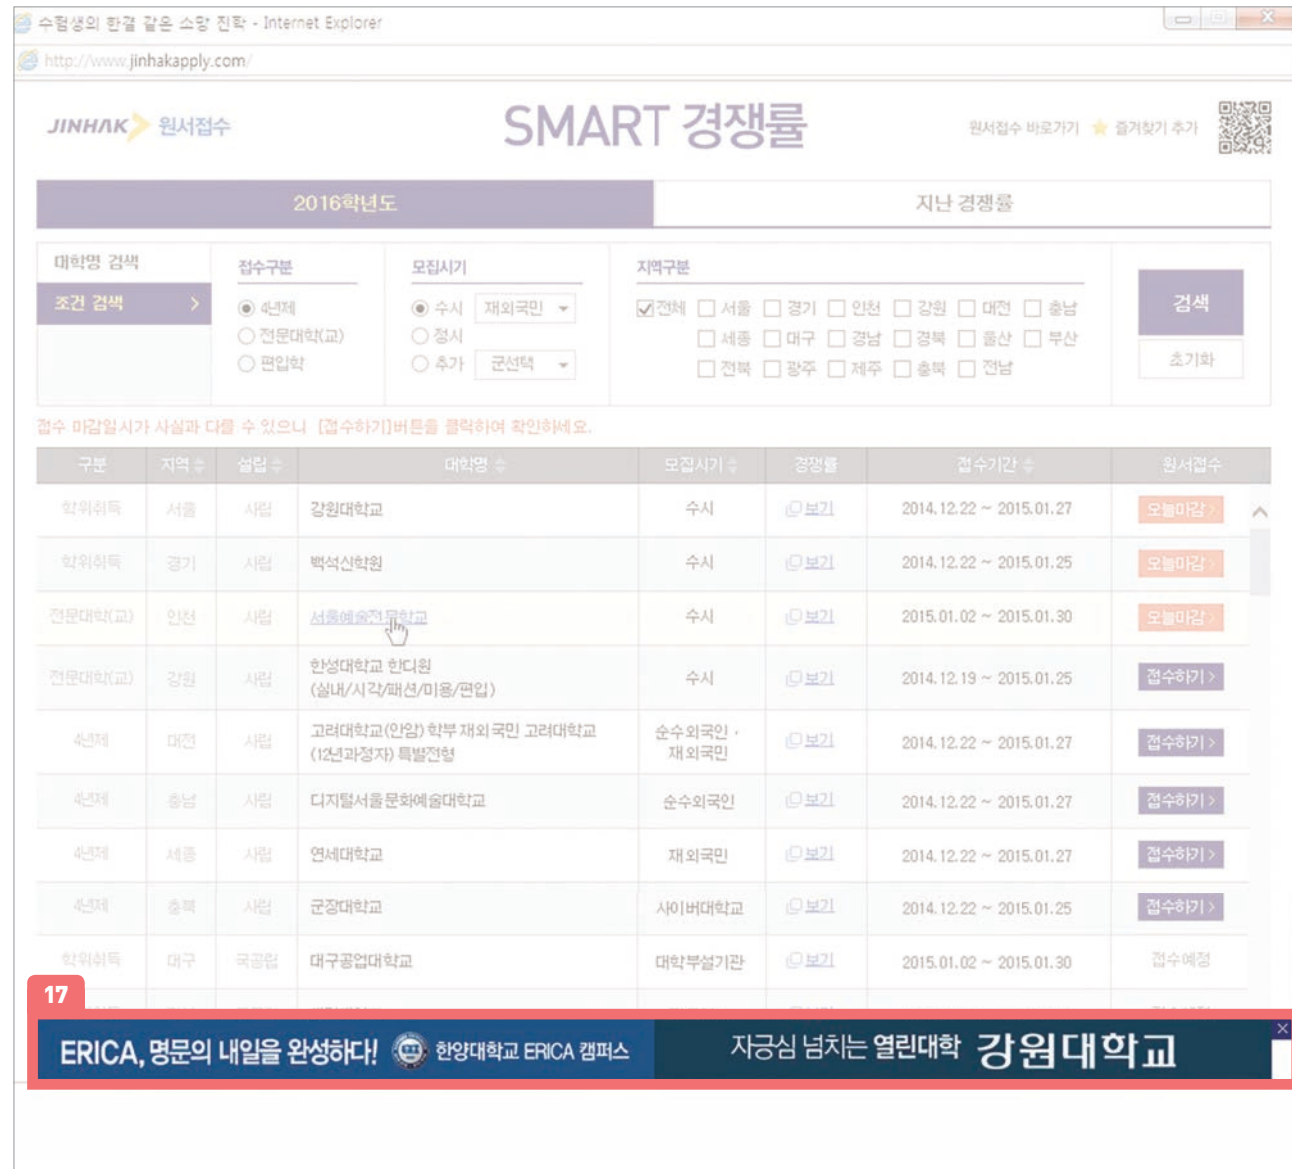 수험생의 한결 같은 소망 진학 - Internet Explorer
http://www.jinhakapply.com/
JINHAK 원서접수
SMART 경쟁률
원서접수 바로가기 즐겨찾기 추가
2016학년도 지난 경쟁률
대학명 검색 접수구분 모집시기 지역구분
조건 검색 > 4년제 수시 재외국민 전체 서울 경기 인천 강원 대전 충남 검색
전문대학(교) 정시 세종 대구 경남 경북 울산 부산
편입학 추가 군선택 전북 광주 제주 충북 전남 초기화
접수 마감일시가 사실과 다를 수 있으니 [접수하기]버튼을 클릭하여 확인하세요.
구분 지역 설립 대학명 모집시기 경쟁률 접수기간 원서접수
학위취득 서울 사립 강원대학교 수시 보기 2014.12.22 ~ 2015.01.27 오늘마감 >
학위취득 경기 사립 백석신학원 수시 보기 2014.12.22 ~ 2015.01.25 오늘마감 >
전문대학(교) 인천 사립 서울예술전문학교 수시 보기 2015.01.02 ~ 2015.01.30 오늘마감 >
전문대학(교) 강원 사립 한성대학교 한디원 수시 보기 2014.12.19 ~ 2015.01.25 접수하기 >
(실내/시각/패션/미용/편입)
4년제 대전 사립 고려대학교(안암) 학부 재외국민 고려대학교 순수외국인 · 보기 2014.12.22 ~ 2015.01.27 접수하기 >
(12년과정자) 특별전형 재외국민
4년제 충남 사립 디지털서울문화예술대학교 순수외국인 보기 2014.12.22 ~ 2015.01.27 접수하기 >
4년제 세종 사립 연세대학교 재외국민 보기 2014.12.22 ~ 2015.01.27 접수하기 >
4년제 충북 사립 군장대학교 사이버대학교 보기 2014.12.22 ~ 2015.01.25 접수하기 >
학위취득 대구 국공립 대구공업대학교 대학부설기관 보기 2015.01.02 ~ 2015.01.30 접수예정
17
ERICA, 명문의 내일을 완성하다! 한양대학교 ERICA 캠퍼스 자긍심 넘치는 열린대학 강원대학교